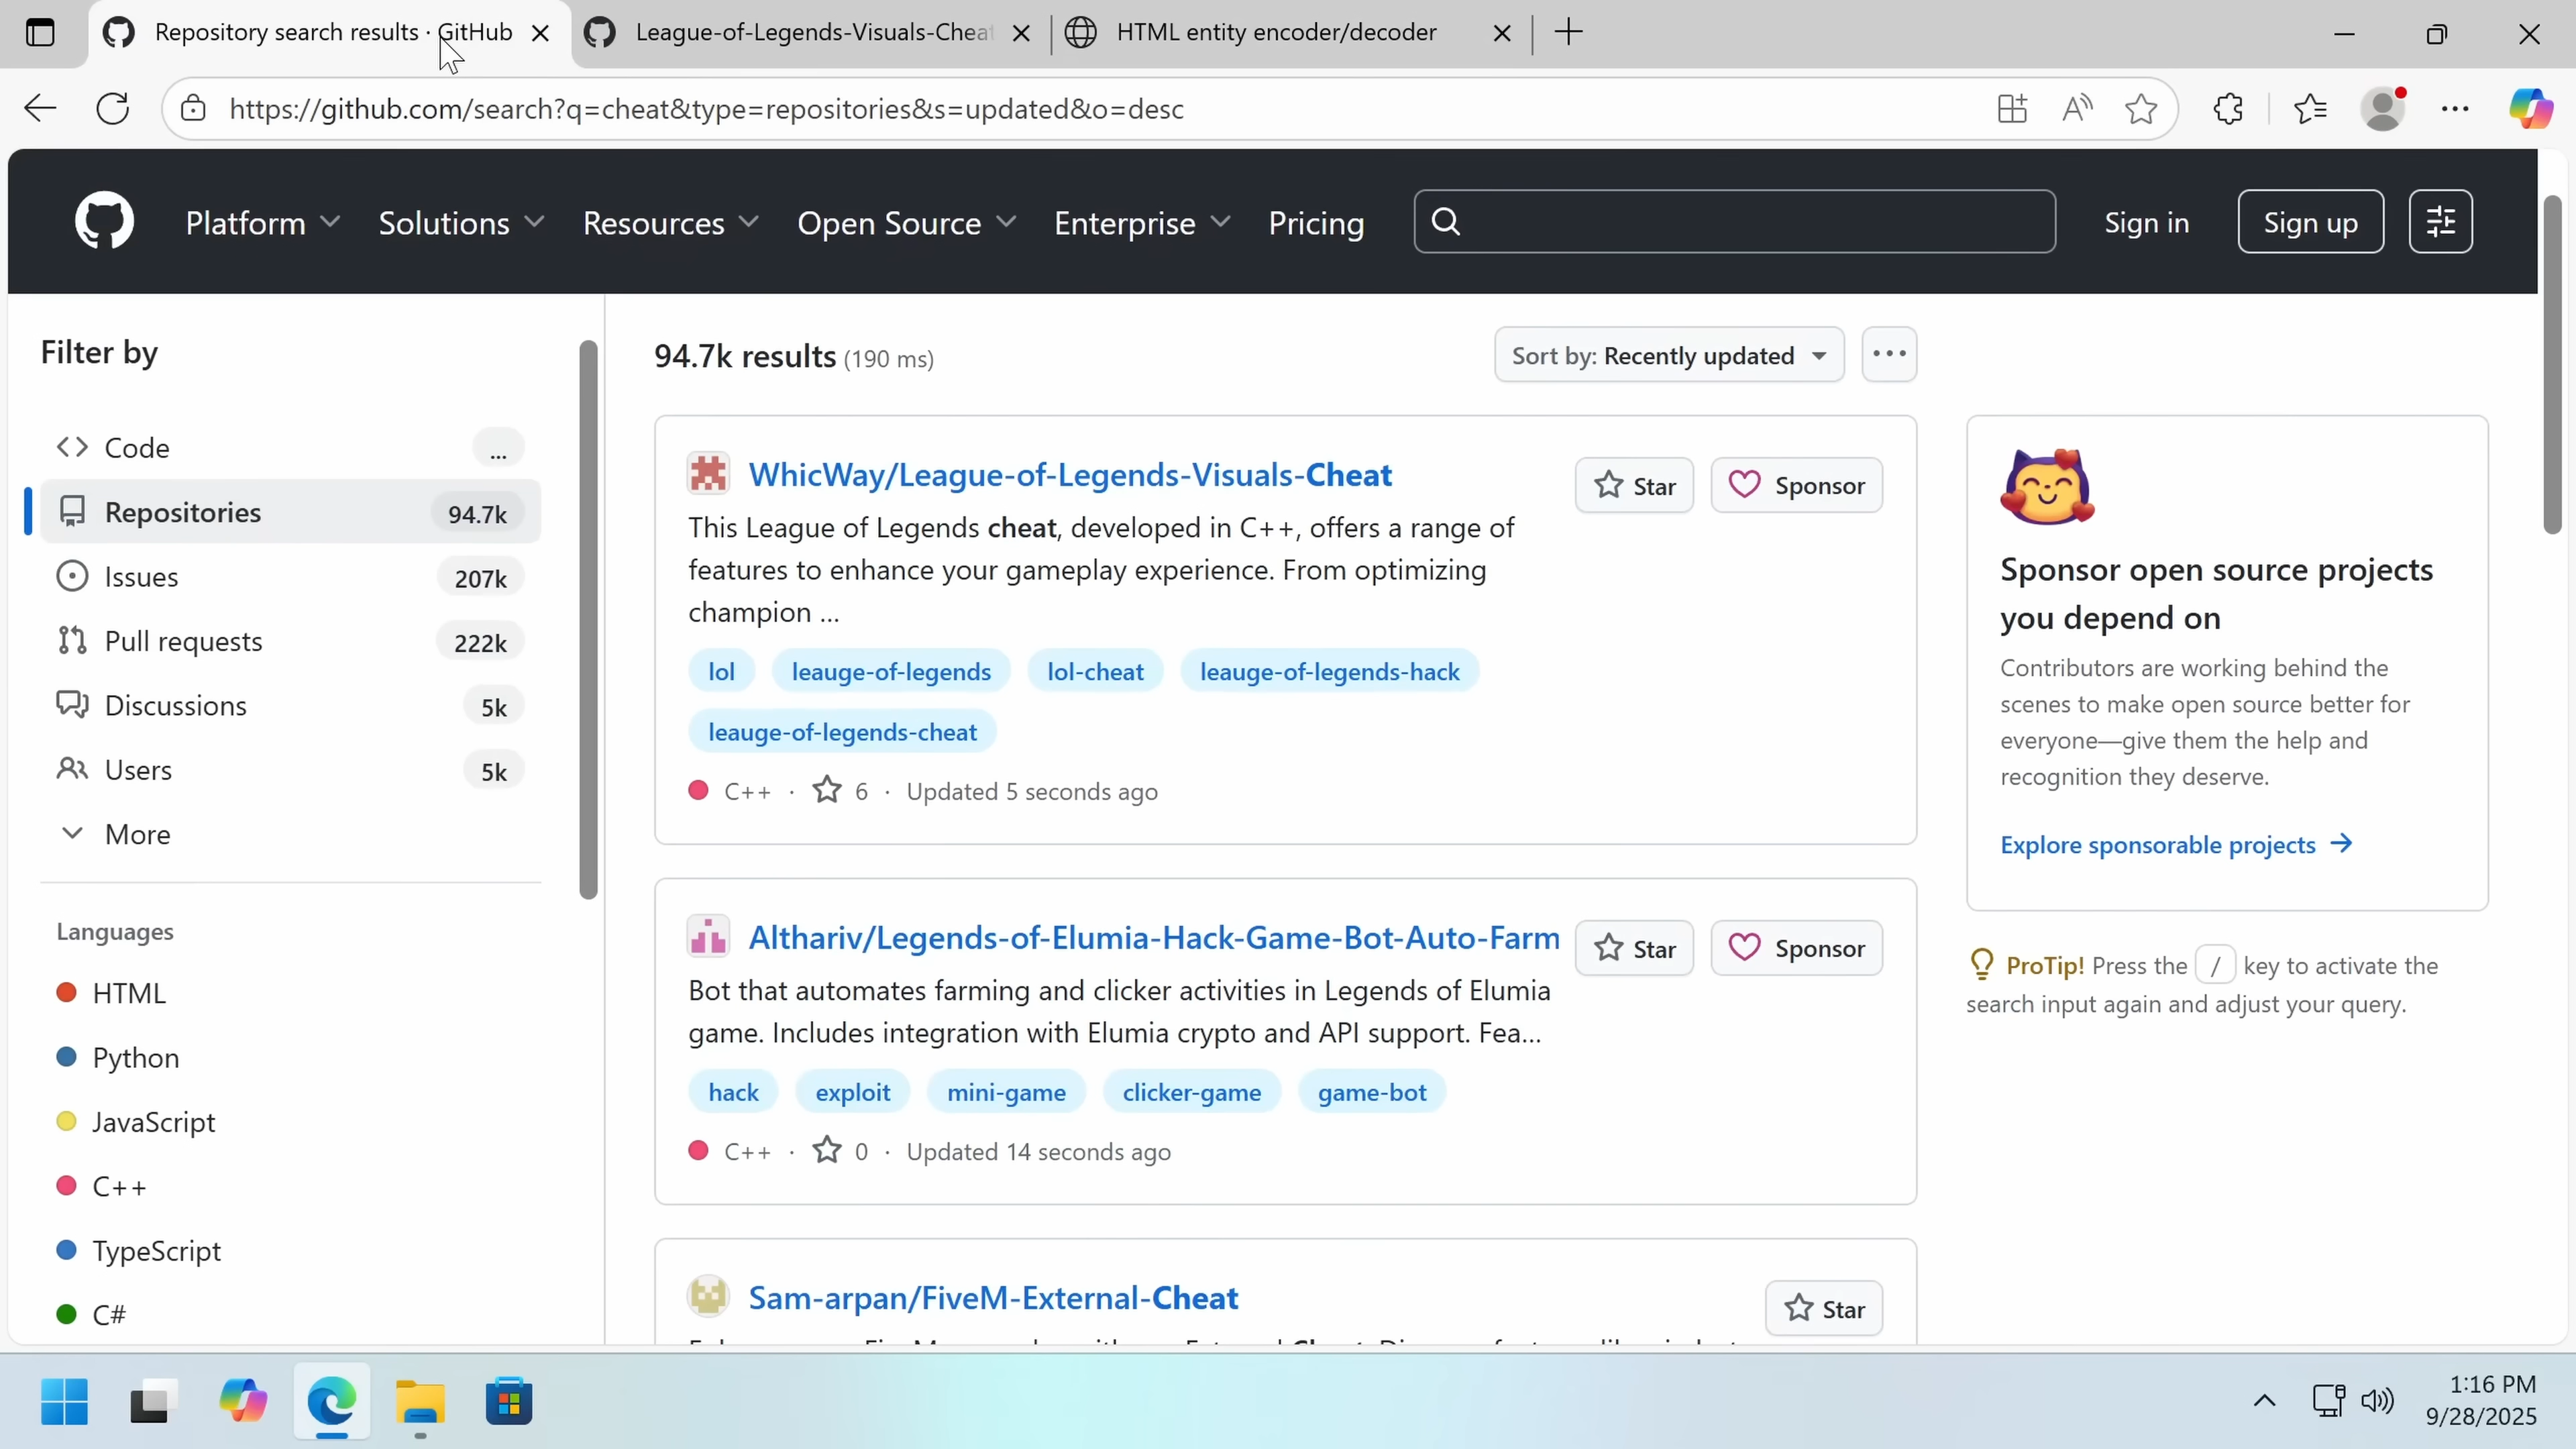 Repository search results · GitHub
League-of-Legends-Visuals-Cheat
HTML entity encoder/decoder
https://github.com/search?q=cheat&type=repositories&s=updated&o=desc
Platform
Solutions
Resources
Open Source
Enterprise
Pricing
Sign in
Sign up
Filter by
Code ...
Repositories 94.7k
Issues 207k
Pull requests 222k
Discussions 5k
Users 5k
More
Languages
HTML
Python
JavaScript
C++
TypeScript
C#
94.7k results (190 ms)
Sort by: Recently updated
WhicWay/League-of-Legends-Visuals-Cheat
Star
Sponsor
This League of Legends cheat, developed in C++, offers a range of
features to enhance your gameplay experience. From optimizing
champion ...
lol leauge-of-legends lol-cheat leauge-of-legends-hack
leauge-of-legends-cheat
C++ · 6 · Updated 5 seconds ago
Althariv/Legends-of-Elumia-Hack-Game-Bot-Auto-Farm
Star
Sponsor
Bot that automates farming and clicker activities in Legends of Elumia
game. Includes integration with Elumia crypto and API support. Fea...
hack exploit mini-game clicker-game game-bot
C++ · 0 · Updated 14 seconds ago
Sam-arpan/FiveM-External-Cheat
Star
Sponsor open source projects
you depend on
Contributors are working behind the
scenes to make open source better for
everyone—give them the help and
recognition they deserve.
Explore sponsorable projects →
ProTip! Press the / key to activate the
search input again and adjust your query.
1:16 PM
9/28/2025